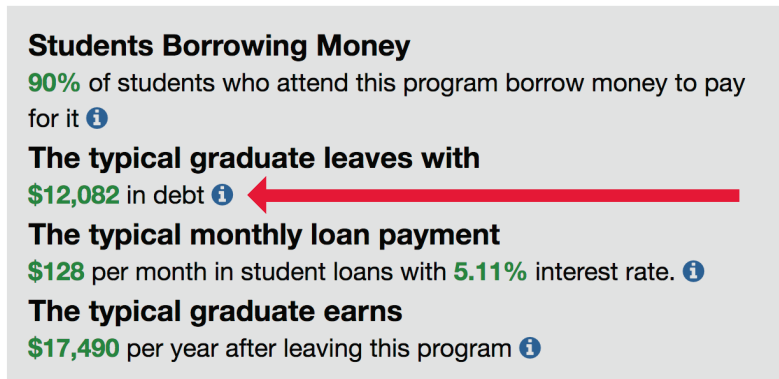 Students Borrowing Money
90% of students who attend this program borrow money to pay
for it i
The typical graduate leaves with
$12,082 in debt i
The typical monthly loan payment
$128 per month in student loans with 5.11% interest rate. i
The typical graduate earns
$17,490 per year after leaving this program i